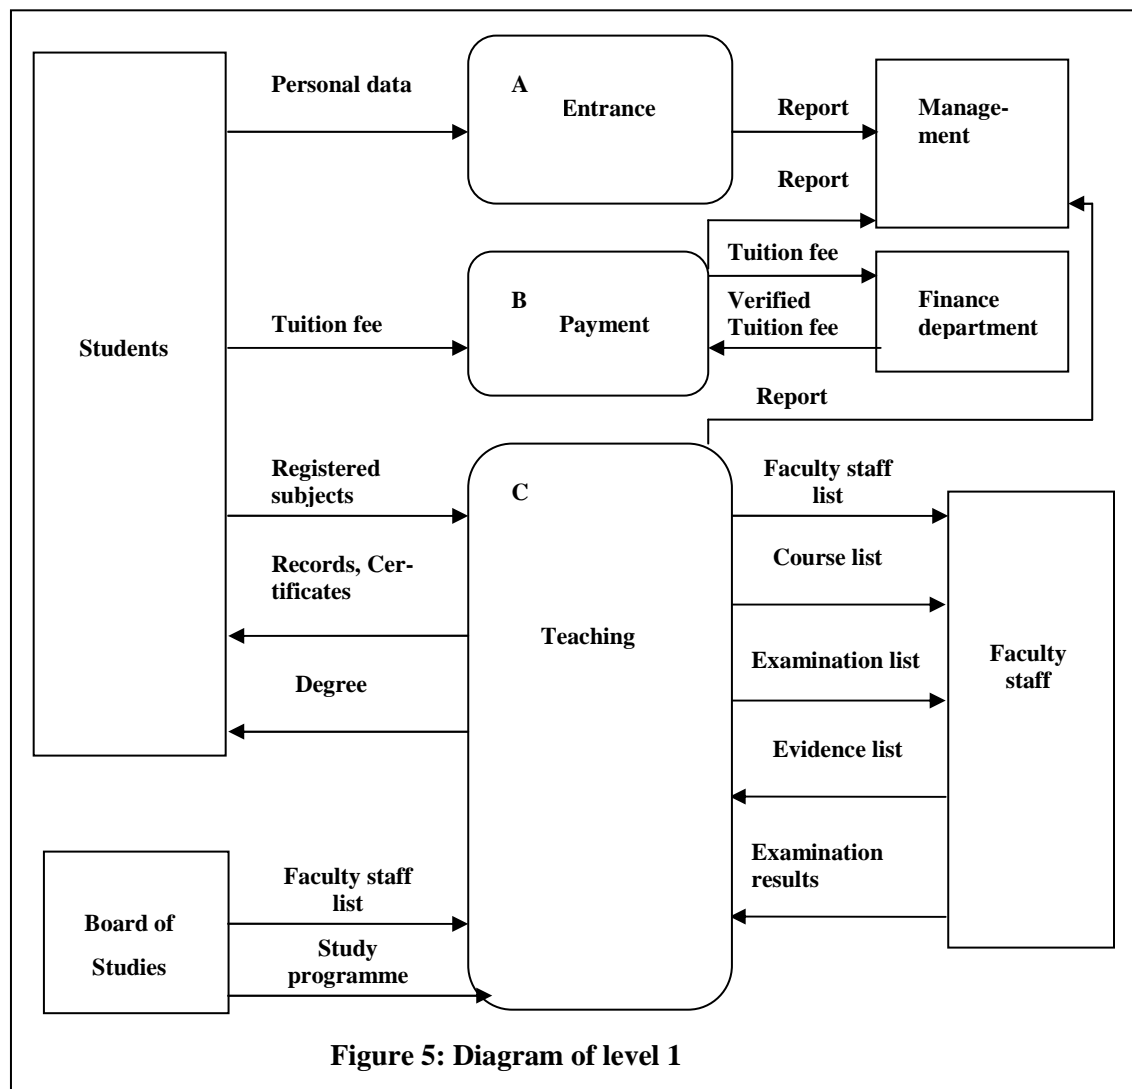 Personal data
A
Entrance
Report
Manage-
ment
Report
Tuition fee
B
Payment
Verified
Tuition fee
Finance
department
Tuition fee
Students
Report
Registered
subjects
C
Faculty staff
list
Records, Cer-
tificates
Course list
Teaching
Examination list
Faculty
staff
Degree
Evidence list
Examination
results
Faculty staff
list
Board of
Studies
Study
programme
Figure 5: Diagram of level 1